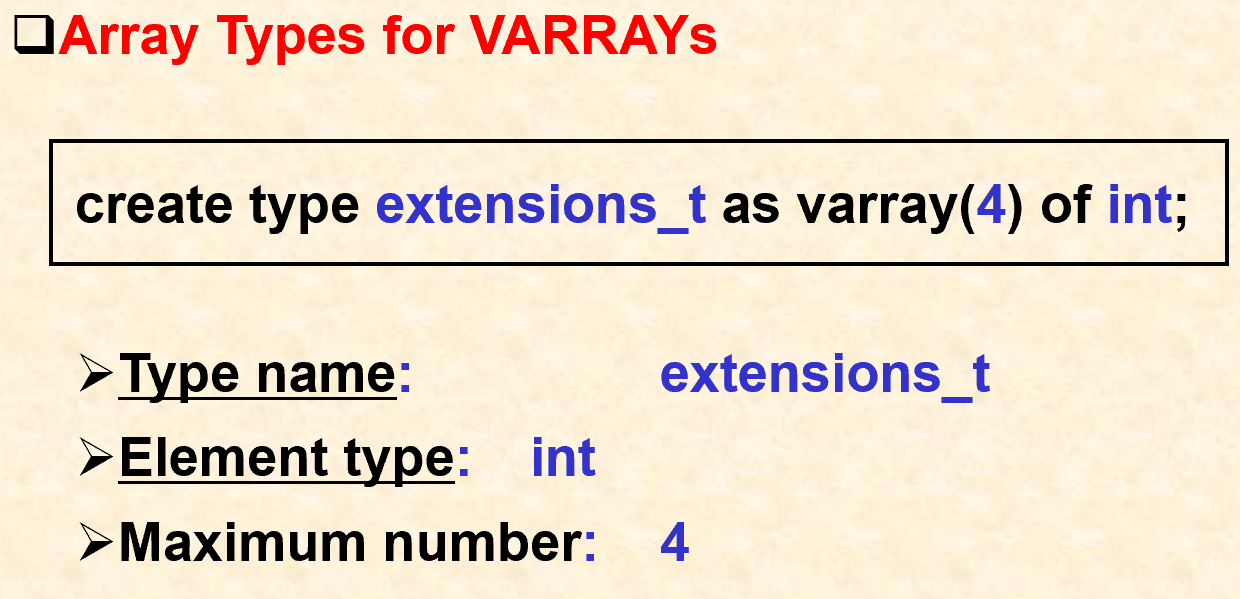 ❑Array Types for VARRAYs
create type extensions_t as varray(4) of int;
➢Type name: extensions_t
➢Element type: int
➢Maximum number: 4